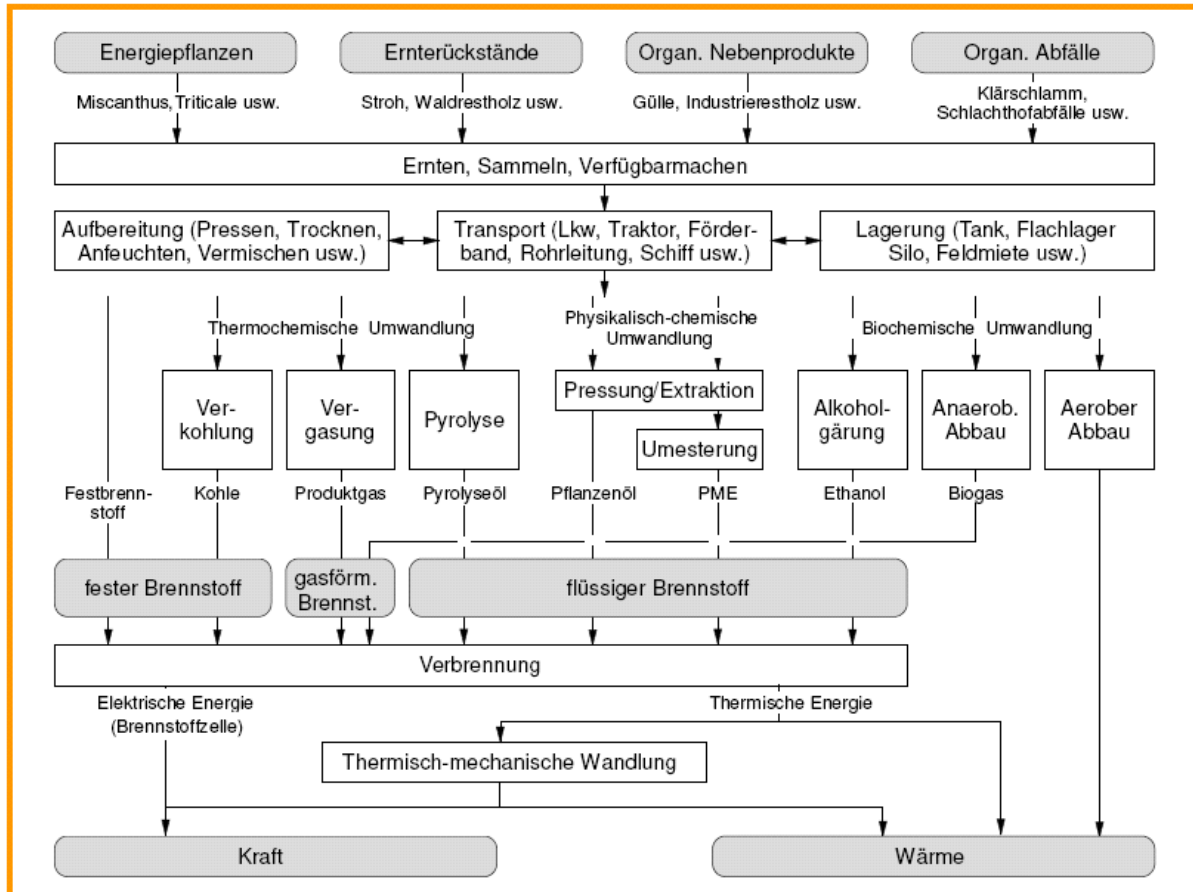 Energiepflanzen
Ernterückstände
Organ. Nebenprodukte
Organ. Abfälle
Miscanthus, Triticale usw.
Stroh, Waldrestholz usw.
Gülle, Industrierestholz usw.
Klärschlamm,
Schlachthofabfälle usw.
Ernten, Sammeln, Verfügbarmachen
Aufbereitung (Pressen, Trocknen,
Anfeuchten, Vermischen usw.)
Transport (Lkw, Traktor, Förder-
band, Rohrleitung, Schiff usw.)
Lagerung (Tank, Flachlager
Silo, Feldmiete usw.)
Thermochemische Umwandlung
Physikalisch-chemische
Umwandlung
Biochemische Umwandlung
Ver-
kohlung
Ver-
gasung
Pyrolyse
Pressung/Extraktion
Umesterung
Alkohol-
gärung
Anaerob.
Abbau
Aerober
Abbau
Festbrenn-
stoff
Kohle
Produktgas
Pyrolyseöl
Pflanzenöl
PME
Ethanol
Biogas
fester Brennstoff
gasförm.
Brennst.
flüssiger Brennstoff
Verbrennung
Elektrische Energie
(Brennstoffzelle)
Thermische Energie
Thermisch-mechanische Wandlung
Kraft
Wärme